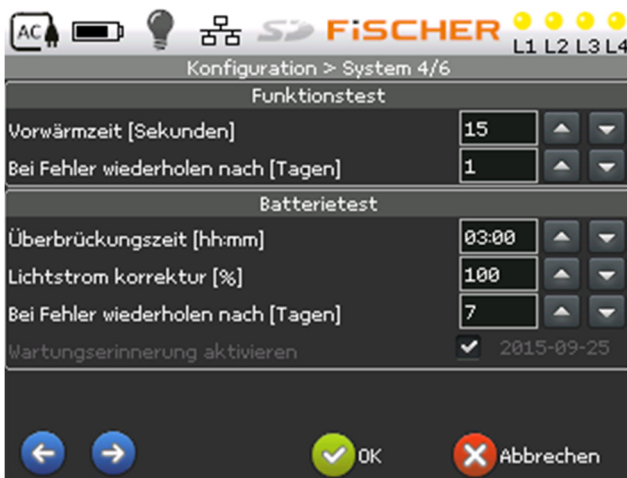 AC
SD
FiSCHER
L1 L2 L3 L4
Konfiguration > System 4/6
Funktionstest
Vorwärmzeit [Sekunden] 15
Bei Fehler wiederholen nach [Tagen] 1
Batterietest
Überbrückungszeit [hh:mm] 03:00
Lichtstrom korrektur [%] 100
Bei Fehler wiederholen nach [Tagen] 7
Wartungserinnerung aktivieren 2015-09-25
OK
Abbrechen